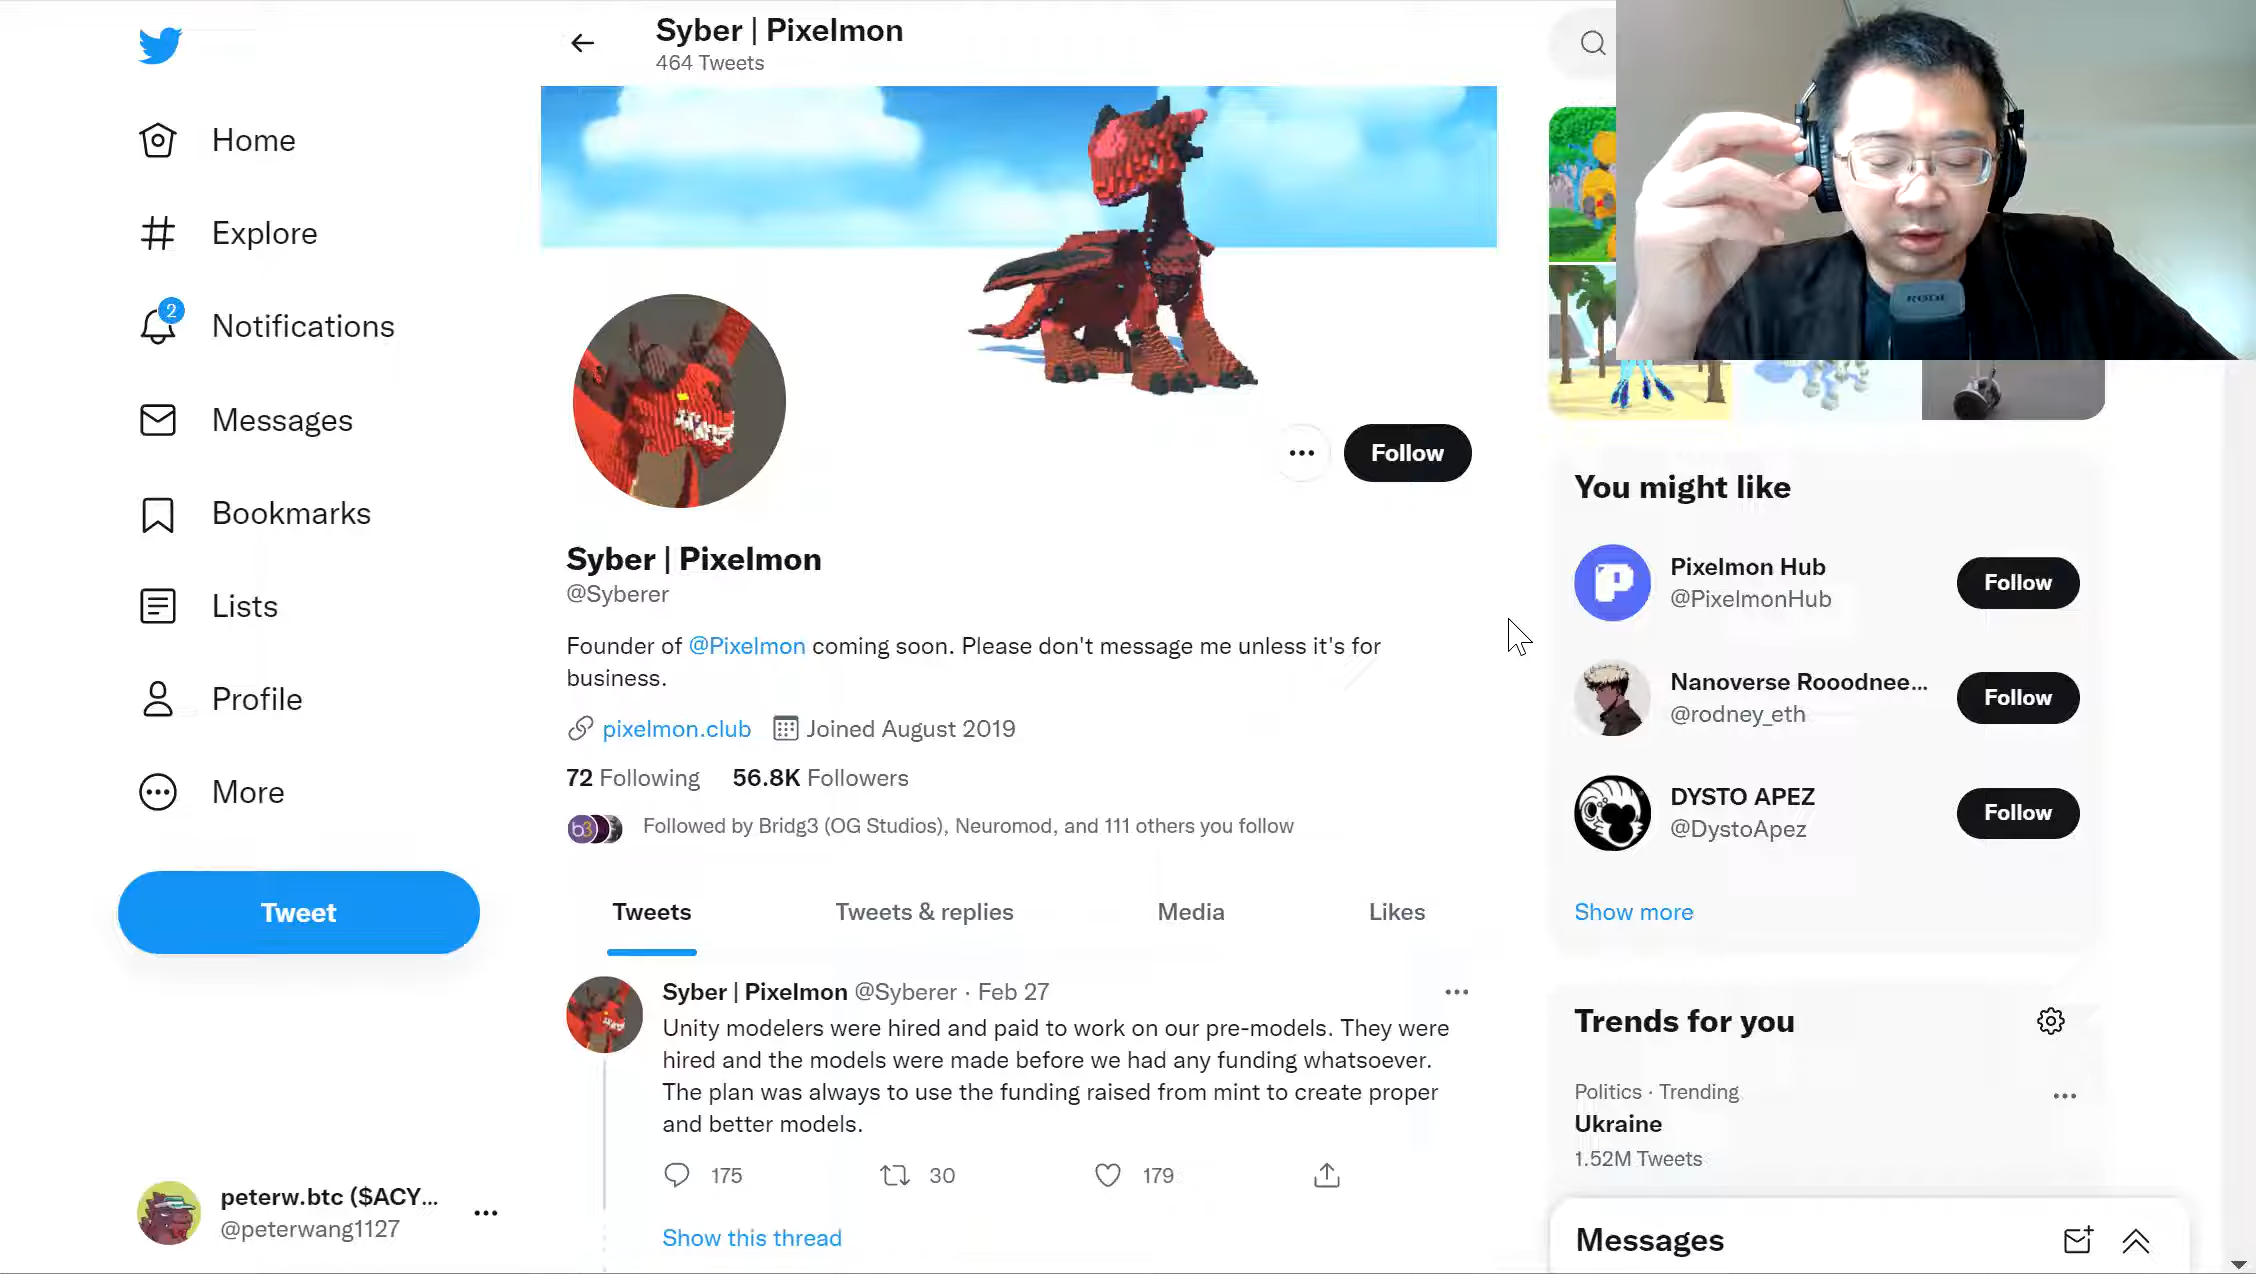 Syber | Pixelmon
464 Tweets
Home
Explore
2
Notifications
Messages
Bookmarks
Lists
Profile
More
Tweet
peterw.btc ($ACY...
@peterwang1127
Follow
Syber | Pixelmon
@Syberer
Founder of @Pixelmon coming soon. Please don't message me unless it's for
business.
pixelmon.club Joined August 2019
72 Following 56.8K Followers
b3
Followed by Bridg3 (OG Studios), Neuromod, and 111 others you follow
Tweets Tweets & replies Media Likes
Syber | Pixelmon @Syberer · Feb 27
Unity modelers were hired and paid to work on our pre-models. They were
hired and the models were made before we had any funding whatsoever.
The plan was always to use the funding raised from mint to create proper
and better models.
175 30 179
Show this thread
RODE
You might like
P
Pixelmon Hub
@PixelmonHub
Follow
Nanoverse Rooodnee...
@rodney_eth
Follow
DYSTO APEZ
@DystoApez
Follow
Show more
Trends for you
Politics · Trending
Ukraine
1.52M Tweets
Messages